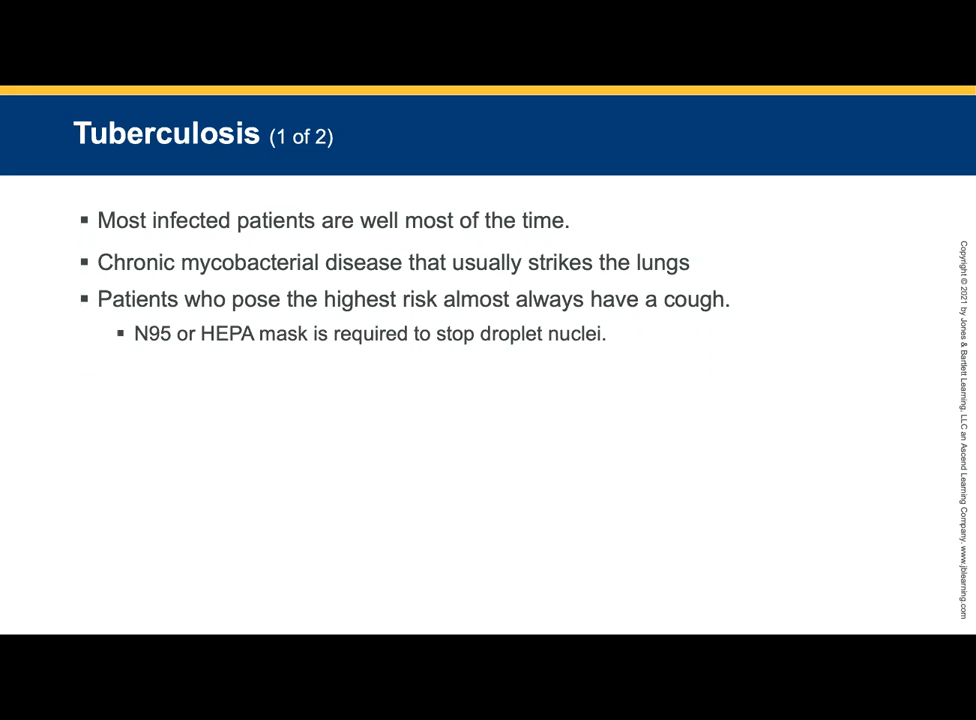 Tuberculosis (1 of 2)
▪ Most infected patients are well most of the time.
▪ Chronic mycobacterial disease that usually strikes the lungs
▪ Patients who pose the highest risk almost always have a cough.
▪ N95 or HEPA mask is required to stop droplet nuclei.
Copyright © 2021 by Jones & Bartlett Learning, LLC an Ascend Learning Company. www.jblearning.com